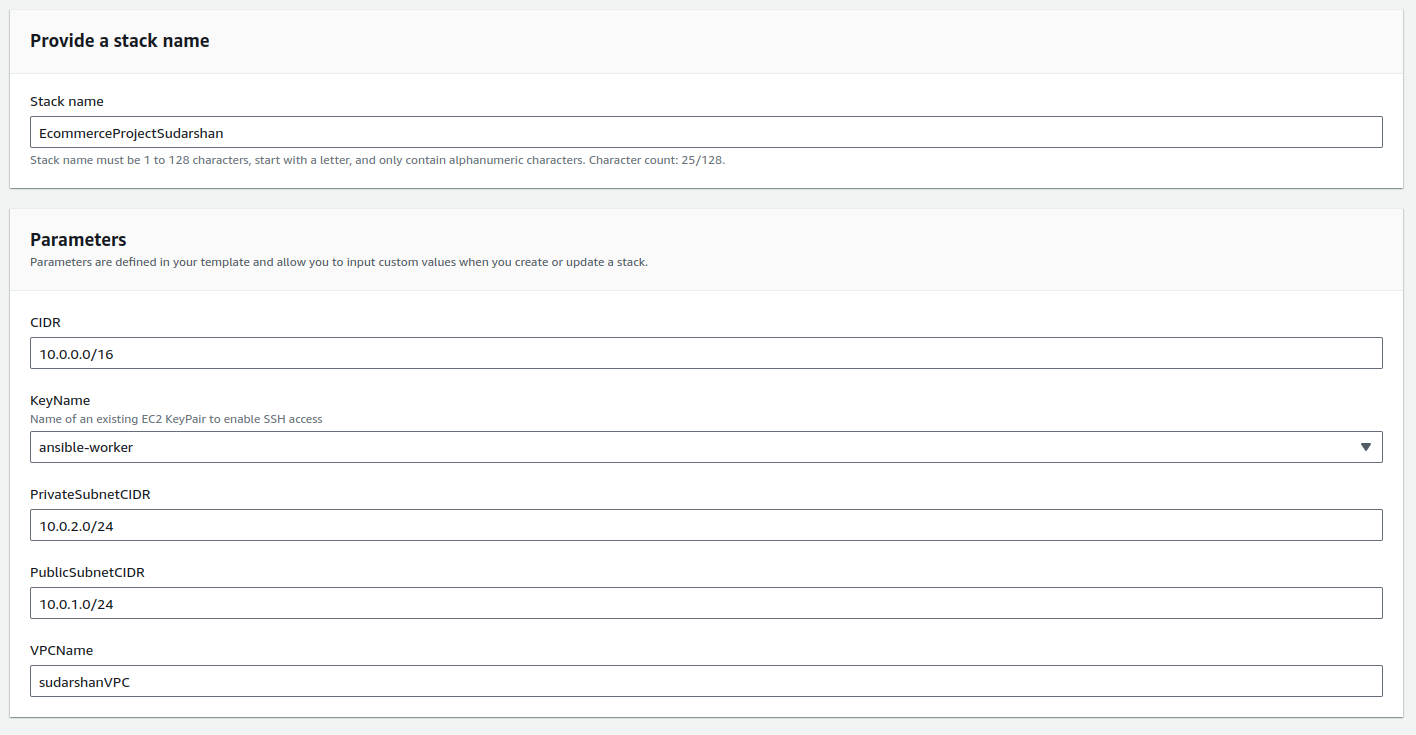 Provide a stack name
Stack name
EcommerceProjectSudarshan
Stack name must be 1 to 128 characters, start with a letter, and only contain alphanumeric characters. Character count: 25/128.
Parameters
Parameters are defined in your template and allow you to input custom values when you create or update a stack.
CIDR
10.0.0.0/16
KeyName
Name of an existing EC2 KeyPair to enable SSH access
ansible-worker
PrivateSubnetCIDR
10.0.2.0/24
PublicSubnetCIDR
10.0.1.0/24
VPCName
sudarshanVPC